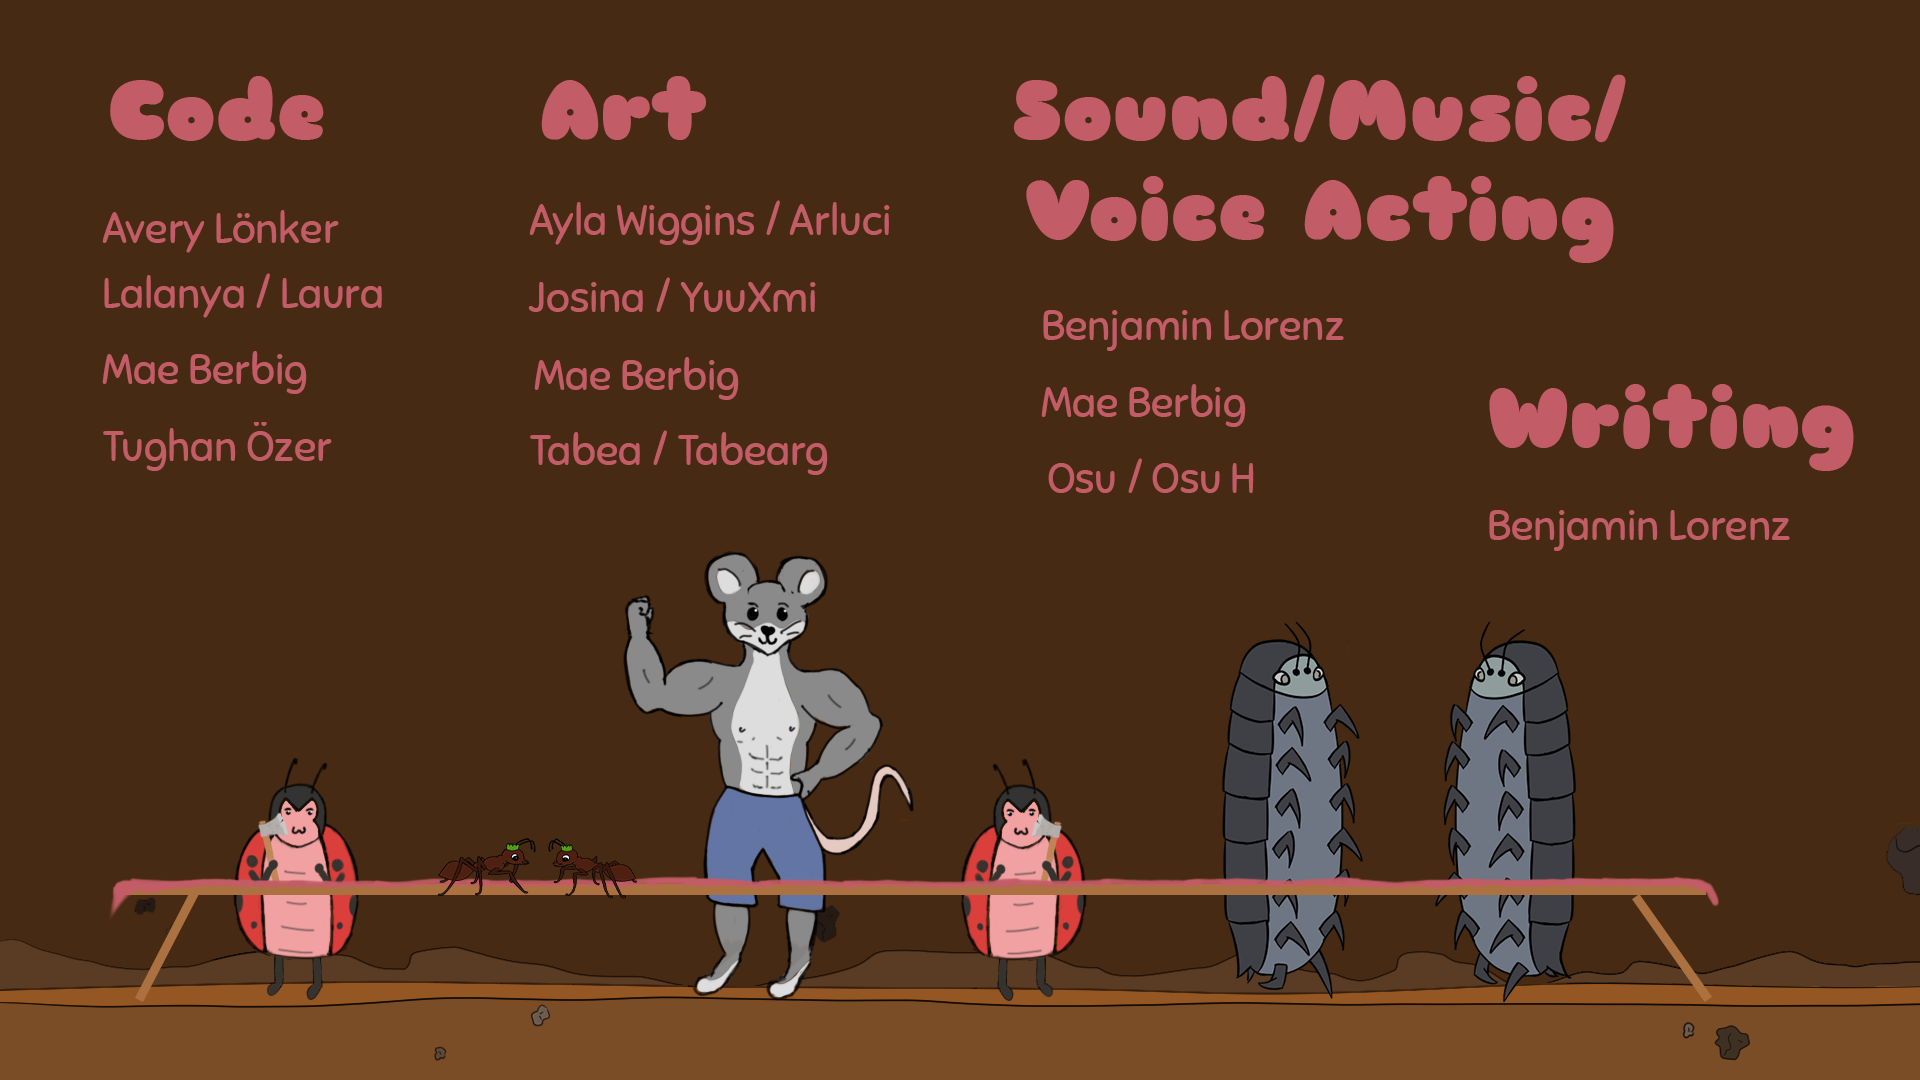 Code
Avery Lönker
Lalanya / Laura
Mae Berbig
Tughan Özer
Art
Ayla Wiggins / Arluci
Josina / YuuXmi
Mae Berbig
Tabea / Tabearg
Sound/Music/
Voice Acting
Benjamin Lorenz
Mae Berbig
Osu / Osu H
Writing
Benjamin Lorenz